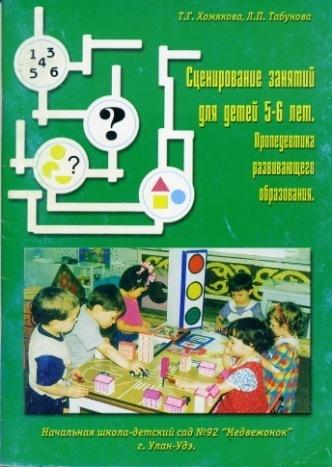 Т.Г. Хомякова, Л.П. Табунова
Сценирование занятий
для детей 5-6 лет.
Пропедевтика
развивающего
образования.
1 4 3
5 6
?
?
Начальная школа-детский сад №92 "Медвежонок"
г. Улан-Удэ.